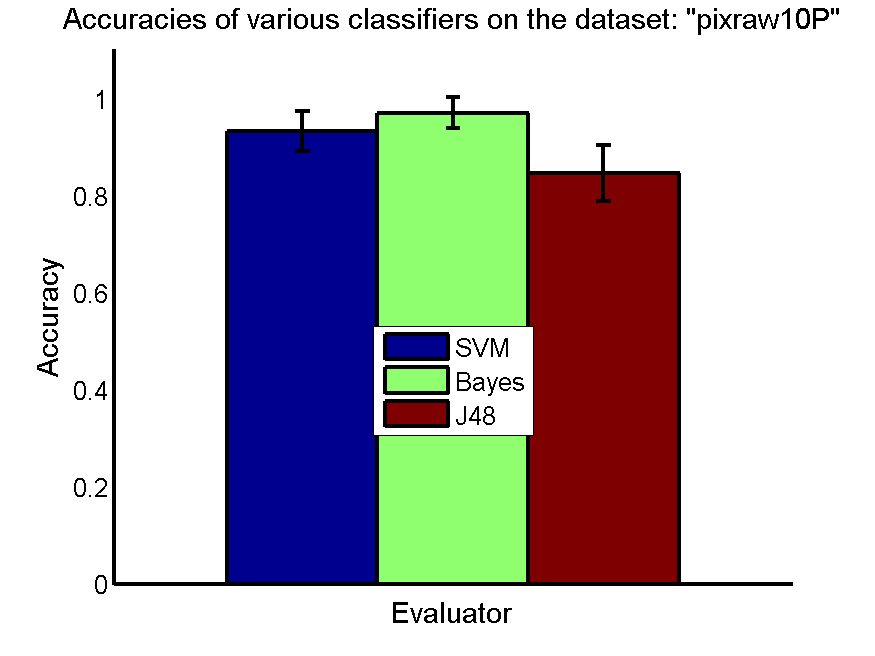 Accuracies of various classifiers on the dataset: "pixraw10P"
1
0.8
0.6
0.4
0.2
0
Accuracy
SVM
Bayes
J48
Evaluator